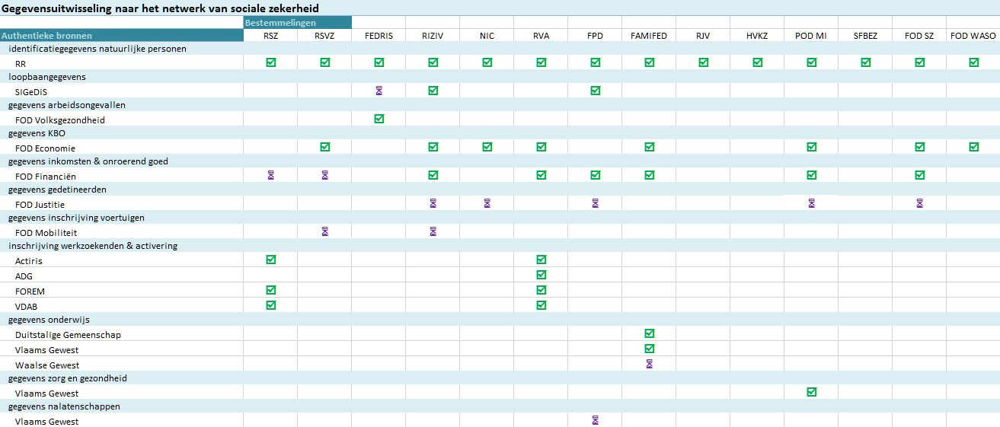 Gegevensuitwisseling naar het netwerk van sociale zekerheid
Bestemmelingen
Authentieke bronnen RSZ RSVZ FEDRIS RIZIV NIC RVA FPD FAMIFED RJV HVKZ POD MI SFBEZ FOD SZ FOD WASO
identificatiegegevens natuurlijke personen
RR
loopbaangegevens
SIGeDiS
gegevens arbeidsongevallen
FOD Volksgezondheid
gegevens KBO
FOD Economie
gegevens inkomsten & onroerend goed
FOD Financiën
gegevens gedetineerden
FOD Justitie
gegevens inschrijving voertuigen
FOD Mobiliteit
inschrijving werkzoekenden & activering
Actiris
ADG
FOREM
VDAB
gegevens onderwijs
Duitstalige Gemeenschap
Vlaams Gewest
Waalse Gewest
gegevens zorg en gezondheid
Vlaams Gewest
gegevens nalatenschappen
Vlaams Gewest